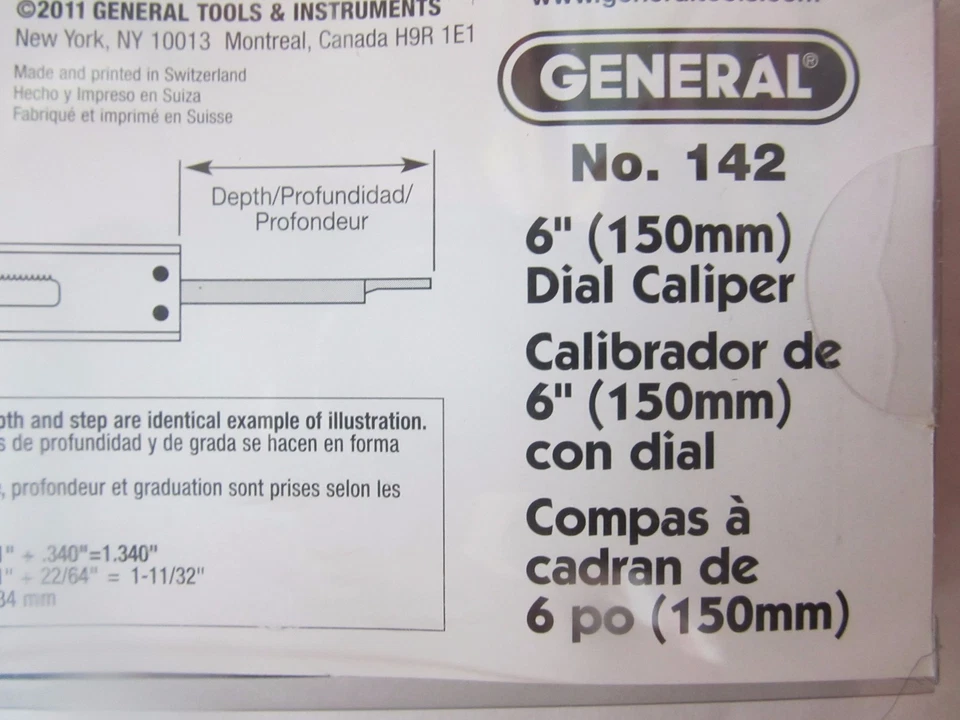 ©2011 GENERAL TOOLS & INSTRUMENTS
New York, NY 10013 Montreal, Canada H9R 1E1
Made and printed in Switzerland
Hecho y Impreso en Suiza
Fabriqué et imprimé en Suisse
Depth/Profundidad/
Profondeur
and step are identical example of illustration.
de profundidad y de grada se hacen en forma
profondeur et graduation sont prises selon les
.340"=1.340"
22/64" = 1-11/32"
mm
GENERAL®
No. 142
6" (150mm)
Dial Caliper
Calibrador de
6" (150mm)
con dial
Compas à
cadran de
6 po (150mm)